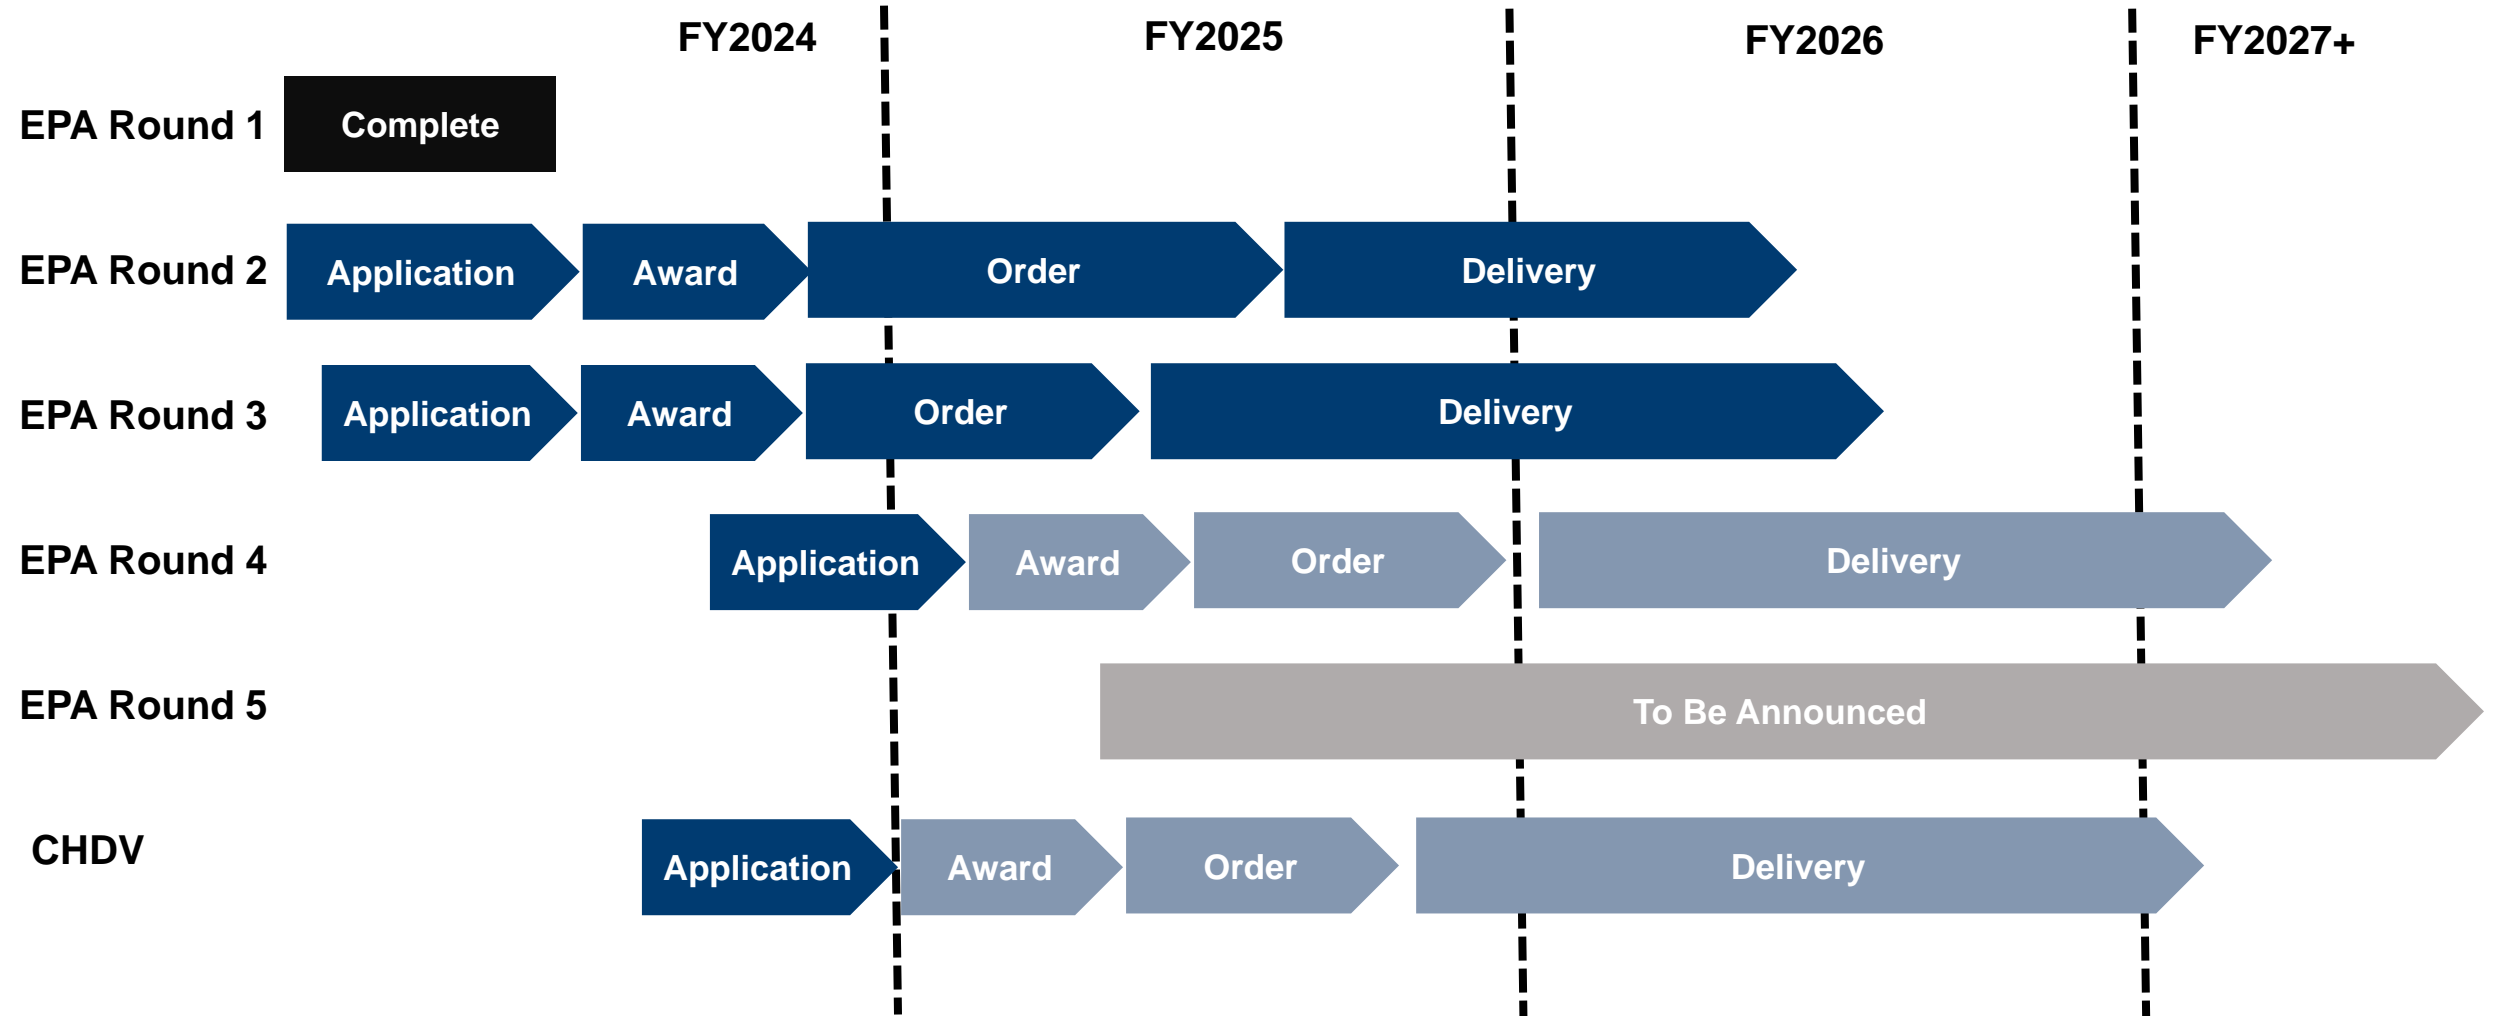 FY2024 FY2025 FY2026 FY2027+
EPA Round 1 Complete
EPA Round 2 Application Award Order Delivery
EPA Round 3 Application Award Order Delivery
EPA Round 4 Application Award Order Delivery
EPA Round 5 To Be Announced
CHDV Application Award Order Delivery